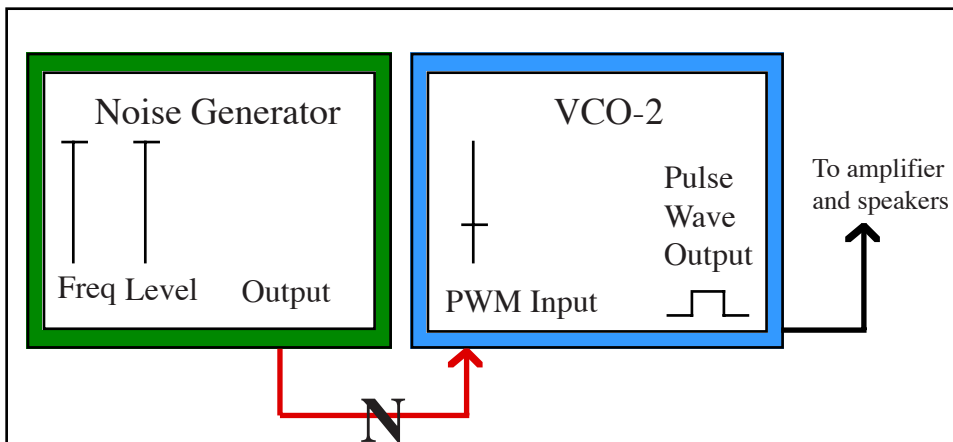 Noise Generator
Freq
Level
Output
VCO-2
PWM Input
Pulse
Wave
Output
To amplifier
and speakers
N